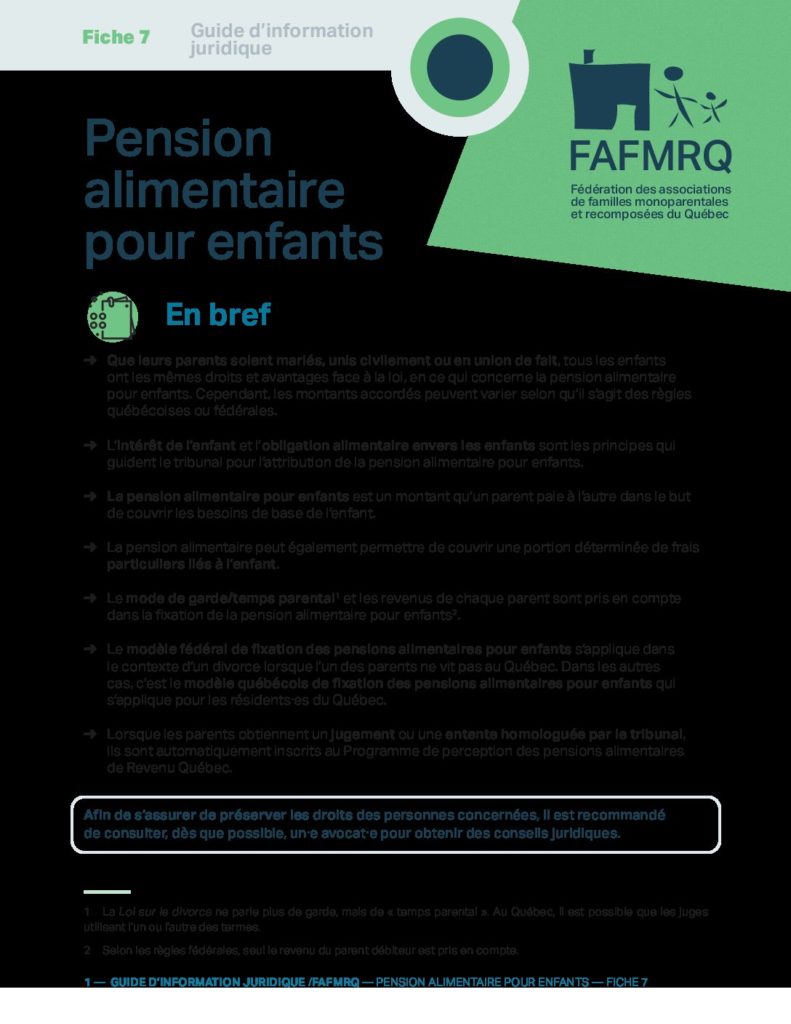 Fiche 7
Guide d'information
juridique
FAFMRQ
Fédération des associations
de familles monoparentales
et recomposées du Québec
Pension
alimentaire
pour enfants
En bref
➔ Que leurs parents soient mariés, unis civilement ou en union de fait, tous les enfants
ont les mêmes droits et avantages face à la loi, en ce qui concerne la pension alimentaire
pour enfants. Cependant, les montants accordés peuvent varier selon qu'il s'agit des règles
québécoises ou fédérales.
➔ L'intérêt de l'enfant et l'obligation alimentaire envers les enfants sont les principes qui
guident le tribunal pour l'attribution de la pension alimentaire pour enfants.
➔ La pension alimentaire pour enfants est un montant qu'un parent paie à l'autre dans le but
de couvrir les besoins de base de l'enfant.
➔ La pension alimentaire peut également permettre de couvrir une portion déterminée de frais
particuliers liés à l'enfant.
➔ Le mode de garde/temps parental¹ et les revenus de chaque parent sont pris en compte
dans la fixation de la pension alimentaire pour enfants².
➔ Le modèle fédéral de fixation des pensions alimentaires pour enfants s'applique dans
le contexte d'un divorce lorsque l'un des parents ne vit pas au Québec. Dans les autres
cas, c'est le modèle québécois de fixation des pensions alimentaires pour enfants qui
s'applique pour les résidents·es du Québec.
➔ Lorsque les parents obtiennent un jugement ou une entente homologuée par le tribunal,
ils sont automatiquement inscrits au Programme de perception des pensions alimentaires
de Revenu Québec.
Afin de s'assurer de préserver les droits des personnes concernées, il est recommandé
de consulter, dès que possible, un·e avocat·e pour obtenir des conseils juridiques.
1 La Loi sur le divorce ne parle plus de garde, mais de « temps parental ». Au Québec, il est possible que les juges
utilisent l'un ou l'autre des termes.
2 Selon les règles fédérales, seul le revenu du parent débiteur est pris en compte.
1 — GUIDE D'INFORMATION JURIDIQUE /FAFMRQ — PENSION ALIMENTAIRE POUR ENFANTS — FICHE 7